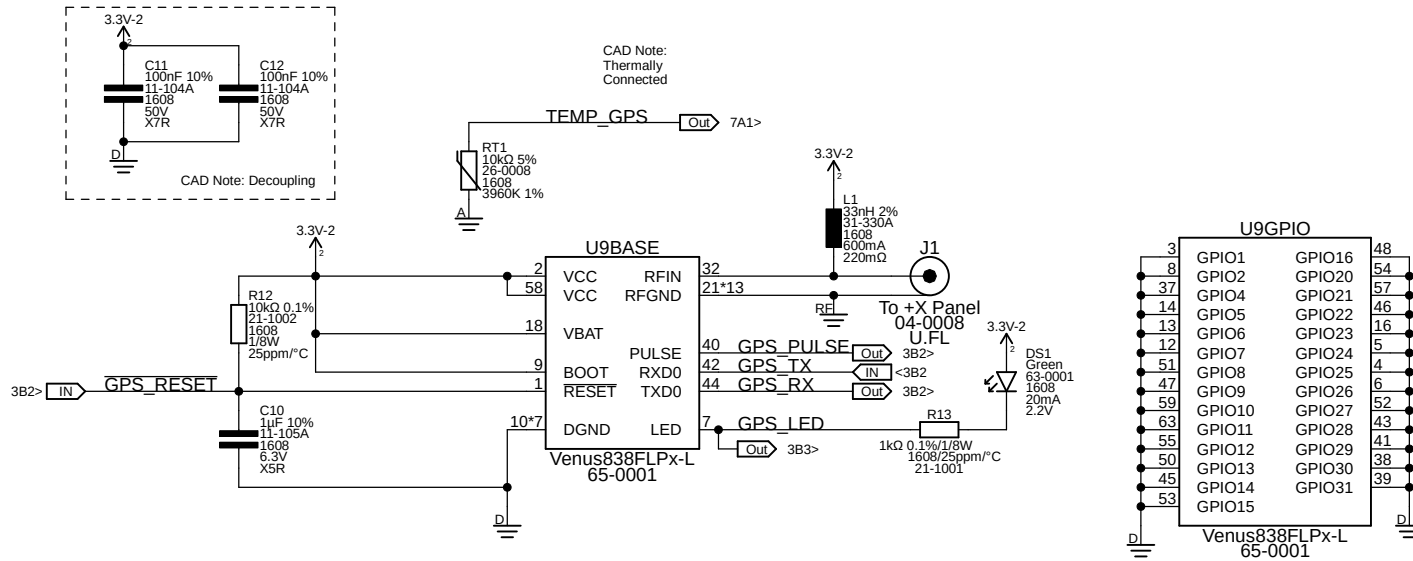 3.3V-2
2
C11
100nF 10%
11-104A
1608
50V
X7R
C12
100nF 10%
11-104A
1608
50V
X7R
D
CAD Note: Decoupling
CAD Note:
Thermally
Connected
TEMP_GPS
Out
7A1>
RT1
10kΩ 5%
26-0008
1608
3960K 1%
A
3.3V-2
2
L1
33nH 2%
31-330A
1608
600mA
220mΩ
J1
To +X Panel
04-0008
U.FL
RF
3.3V-2
2
R12
10kΩ 0.1%
21-1002
1608
1/8W
25ppm/°C
3B2>
IN
GPS_RESET
C10
1µF 10%
11-105A
1608
6.3V
X5R
D
U9BASE
2
VCC
RFIN
32
58
VCC
RFGND
21*13
18
VBAT
PULSE
40
GPS_PULSE
Out
3B2>
9
BOOT
RXD0
42
GPS_TX
IN
<3B2
1
RESET
TXD0
44
GPS_RX
Out
3B2>
10*7
DGND
LED
7
GPS_LED
Out
3B3>
Venus838FLPx-L
65-0001
R13
1kΩ 0.1%/1/8W
1608/25ppm/°C
21-1001
3.3V-2
2
DS1
Green
63-0001
1608
20mA
2.2V
U9GPIO
3
GPIO1
GPIO16
48
8
GPIO2
GPIO20
54
37
GPIO4
GPIO21
57
14
GPIO5
GPIO22
46
13
GPIO6
GPIO23
16
12
GPIO7
GPIO24
5
51
GPIO8
GPIO25
4
47
GPIO9
GPIO26
6
59
GPIO10
GPIO27
52
63
GPIO11
GPIO28
43
55
GPIO12
GPIO29
41
50
GPIO13
GPIO30
38
45
GPIO14
GPIO31
39
53
GPIO15
D
D
Venus838FLPx-L
65-0001